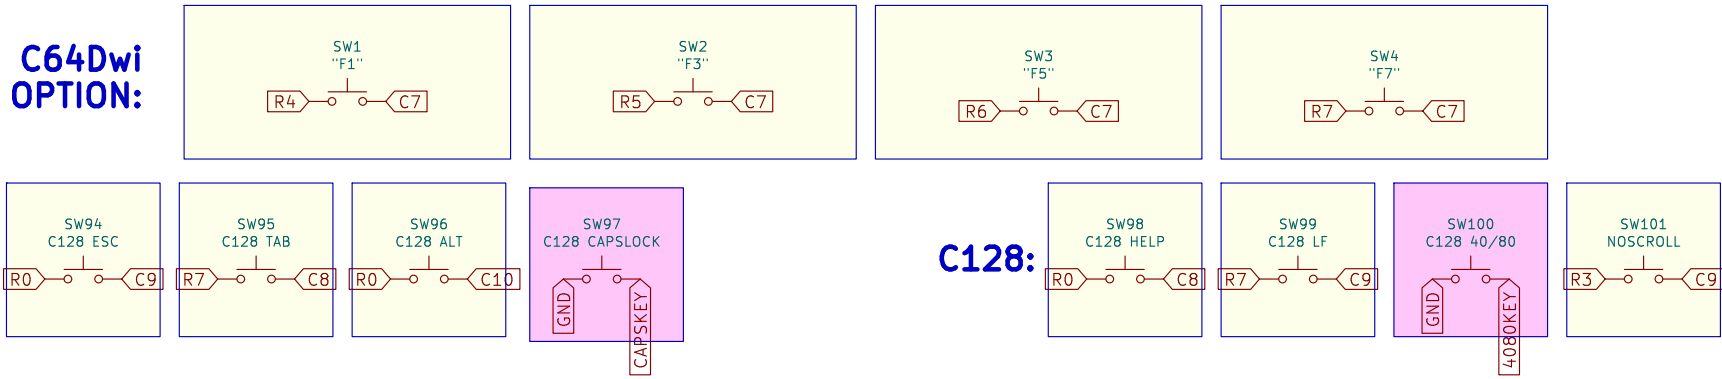 C64Dwi
OPTION:
SW1
"F1"
R4
C7
SW2
"F3"
R5
C7
SW3
"F5"
R6
C7
SW4
"F7"
R7
C7
SW94
C128 ESC
R0
C9
SW95
C128 TAB
R7
C8
SW96
C128 ALT
R0
C10
SW97
C128 CAPSLOCK
GND
CAPSKEY
C128:
SW98
C128 HELP
R0
C8
SW99
C128 LF
R7
C9
SW100
C128 40/80
GND
4080KEY
SW101
NOSCROLL
R3
C9